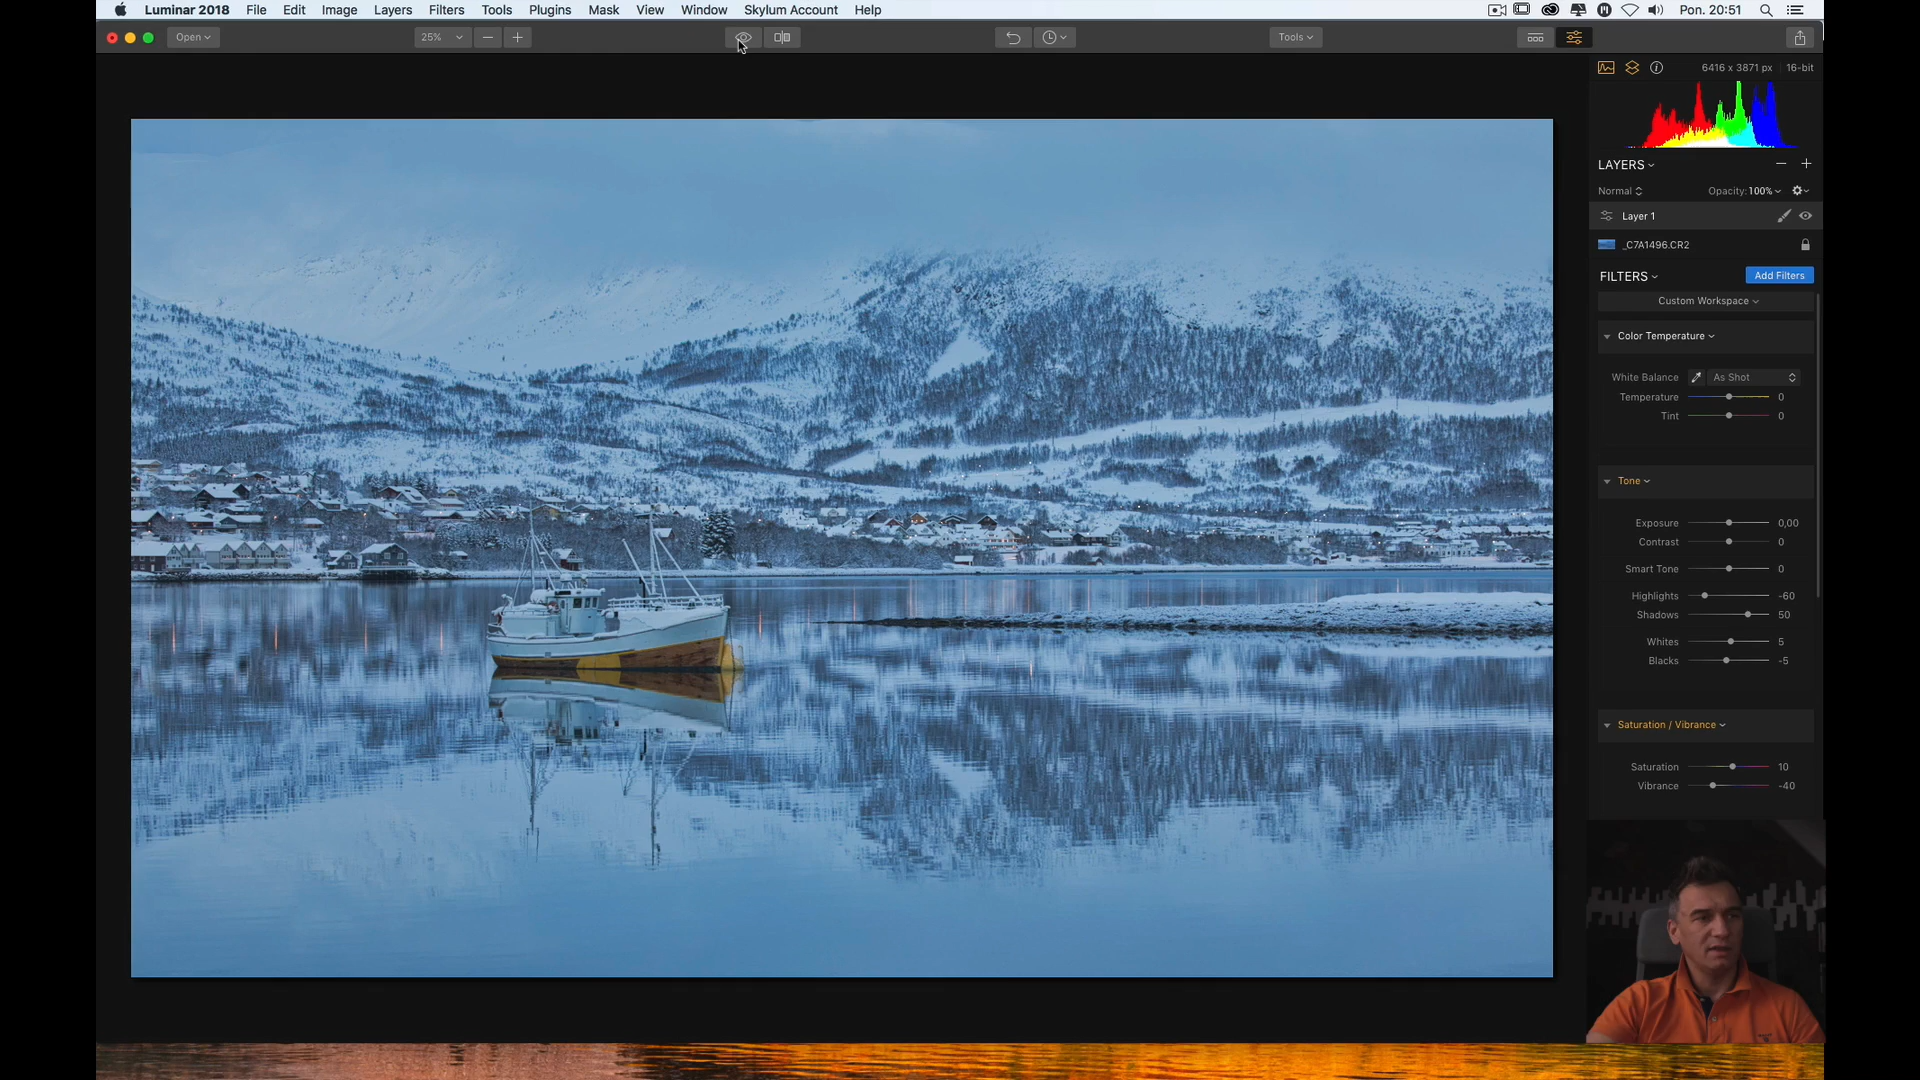 Luminar 2018 File Edit Image Layers Filters Tools Plugins Mask View Window Skylum Account Help Pon. 20:51
Open 25% Tools
6416 x 3871 px 16-bit
LAYERS
Normal Opacity: 100%
Layer 1
_C7A1496.CR2
FILTERS Add Filters
Custom Workspace
Color Temperature
White Balance As Shot
Temperature 0
Tint 0
Tone
Exposure 0,00
Contrast 0
Smart Tone 0
Highlights -60
Shadows 50
Whites 5
Blacks -5
Saturation / Vibrance
Saturation 10
Vibrance -40